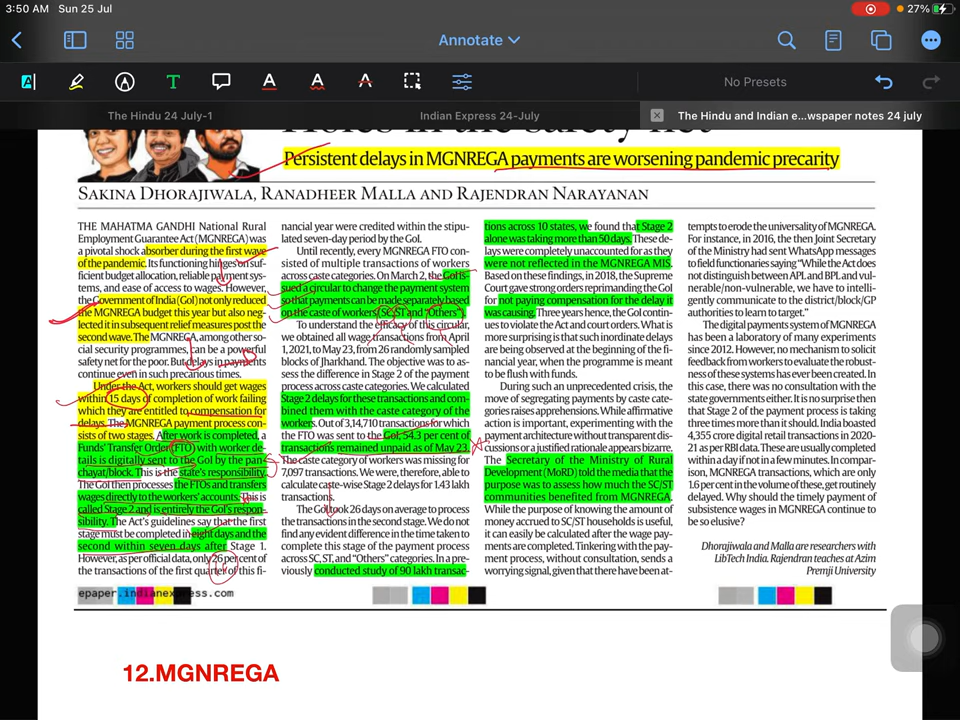 3:50 AM Sun 25 Jul
27%
Annotate
No Presets
The Hindu 24 July-1
Indian Express 24-July
The Hindu and Indian e...wspaper notes 24 july
Holes in the safety net
Persistent delays in MGNREGA payments are worsening pandemic precarity
SAKINA DHORAJIWALA, RANADHEER MALLA AND RAJENDRAN NARAYANAN
THE MAHATMA GANDHI National Rural
Employment Guarantee Act (MGNREGA) was
a pivotal shock absorber during the first wave
of the pandemic. Its functioning hinges on suf-
ficient budget allocation, reliable payment sys-
tems, and ease of access to wages. However,
the Government of India (GoI) not only reduced
the MGNREGA budget this year but also neg-
lected it in subsequent relief measures post the
second wave. The MGNREGA, among other so-
cial security programmes, can be a powerful
safety net for the poor. But delays in payments
continue even in such precarious times.
Under the Act, workers should get wages
within 15 days of completion of work failing
which they are entitled to compensation for
delays. The MGNREGA payment process con-
sists of two stages. After work is completed, a
Funds' Transfer Order (FTO) with worker de-
tails is digitally sent to the GoI by the pan-
chayat/block. This is the state's responsibility.
The GoI then processes the FTOs and transfers
wages directly to the workers' accounts. This is
called Stage 2 and is entirely the GoI's respon-
sibility. The Act's guidelines say that the first
stage must be completed in eight days and the
second within seven days after Stage 1.
However, as per official data, only per cent of
the transactions of the first quarter of this fi-
nancial year were credited within the stipu-
lated seven-day period by the GoI.
Until recently, every MGNREGA FTO con-
sisted of multiple transactions of workers
across caste categories. On March 2, the GoI is-
sued a circular to change the payment system
so that payments can be made separately based
on the caste of workers (SC, ST and "Others").
To understand the efficacy of this circular,
we obtained all wage transactions from April
1, 2021, to May 23, from 26 randomly sampled
blocks of Jharkhand. The objective was to as-
sess the difference in Stage 2 of the payment
process across caste categories. We calculated
Stage 2 delays for these transactions and com-
bined them with the caste category of the
workers. Out of 3,14,710 transactions for which
the FTO was sent to the GoI, 54.3 per cent of
transactions remained unpaid as of May 23.
The caste category of workers was missing for
7,097 transactions. We were, therefore, able to
calculate caste-wise Stage 2 delays for 1.43 lakh
transactions.
The GoI took 26 days on average to process
the transactions in the second stage. We do not
find any evident difference in the time taken to
complete this stage of the payment process
across SC, ST, and "Others" categories. In a pre-
viously conducted study of 90 lakh transac-
tions across 10 states, we found that Stage 2
alone was taking more than 50 days. These de-
lays were completely unaccounted for as they
were not reflected in the MGNREGA MIS.
Based on these findings, in 2018, the Supreme
Court gave strong orders reprimanding the GoI
for not paying compensation for the delay it
was causing. Three years hence, the GoI contin-
ues to violate the Act and court orders. What is
more surprising is that such inordinate delays
are being observed at the beginning of the fi-
nancial year, when the programme is meant
to be flush with funds.
During such an unprecedented crisis, the
move of segregating payments by caste cate-
gories raises apprehensions. While affirmative
action is important, experimenting with the
payment architecture without transparent dis-
cussions or a justified rationale appears bizarre.
The Secretary of the Ministry of Rural
Development (MoRD) told the media that the
purpose was to assess how much the SC/ST
communities benefited from MGNREGA.
While the purpose of knowing the amount of
money accrued to SC/ST households is useful,
it can easily be calculated after the wage pay-
ments are completed. Tinkering with the pay-
ment process, without consultation, sends a
worrying signal, given that there have been at-
tempts to erode the universality of MGNREGA.
For instance, in 2016, the then Joint Secretary
of the Ministry had sent WhatsApp messages
to field functionaries saying "While the Act does
not distinguish between APL and BPL and vul-
nerable/non-vulnerable, we have to intelli-
gently communicate to the district/block/GP
authorities to learn to target."
The digital payments system of MGNREGA
has been a laboratory of many experiments
since 2012. However, no mechanism to solicit
feedback from workers to evaluate the robust-
ness of these systems has ever been created. In
this case, there was no consultation with the
state governments either. It is no surprise then
that Stage 2 of the payment process is taking
three times more than it should. India boasted
4,355 crore digital retail transactions in 2020-
21 as per RBI data. These are usually completed
within a day if not in a few minutes. In compar-
ison, MGNREGA transactions, which are only
1.6 per cent in the volume of these, get routinely
delayed. Why should the timely payment of
subsistence wages in MGNREGA continue to
be so elusive?
Dhorajiwala and Malla are researchers with
LibTech India. Rajendran teaches at Azim
Premji University
epaper.indianexpress.com
12.MGNREGA